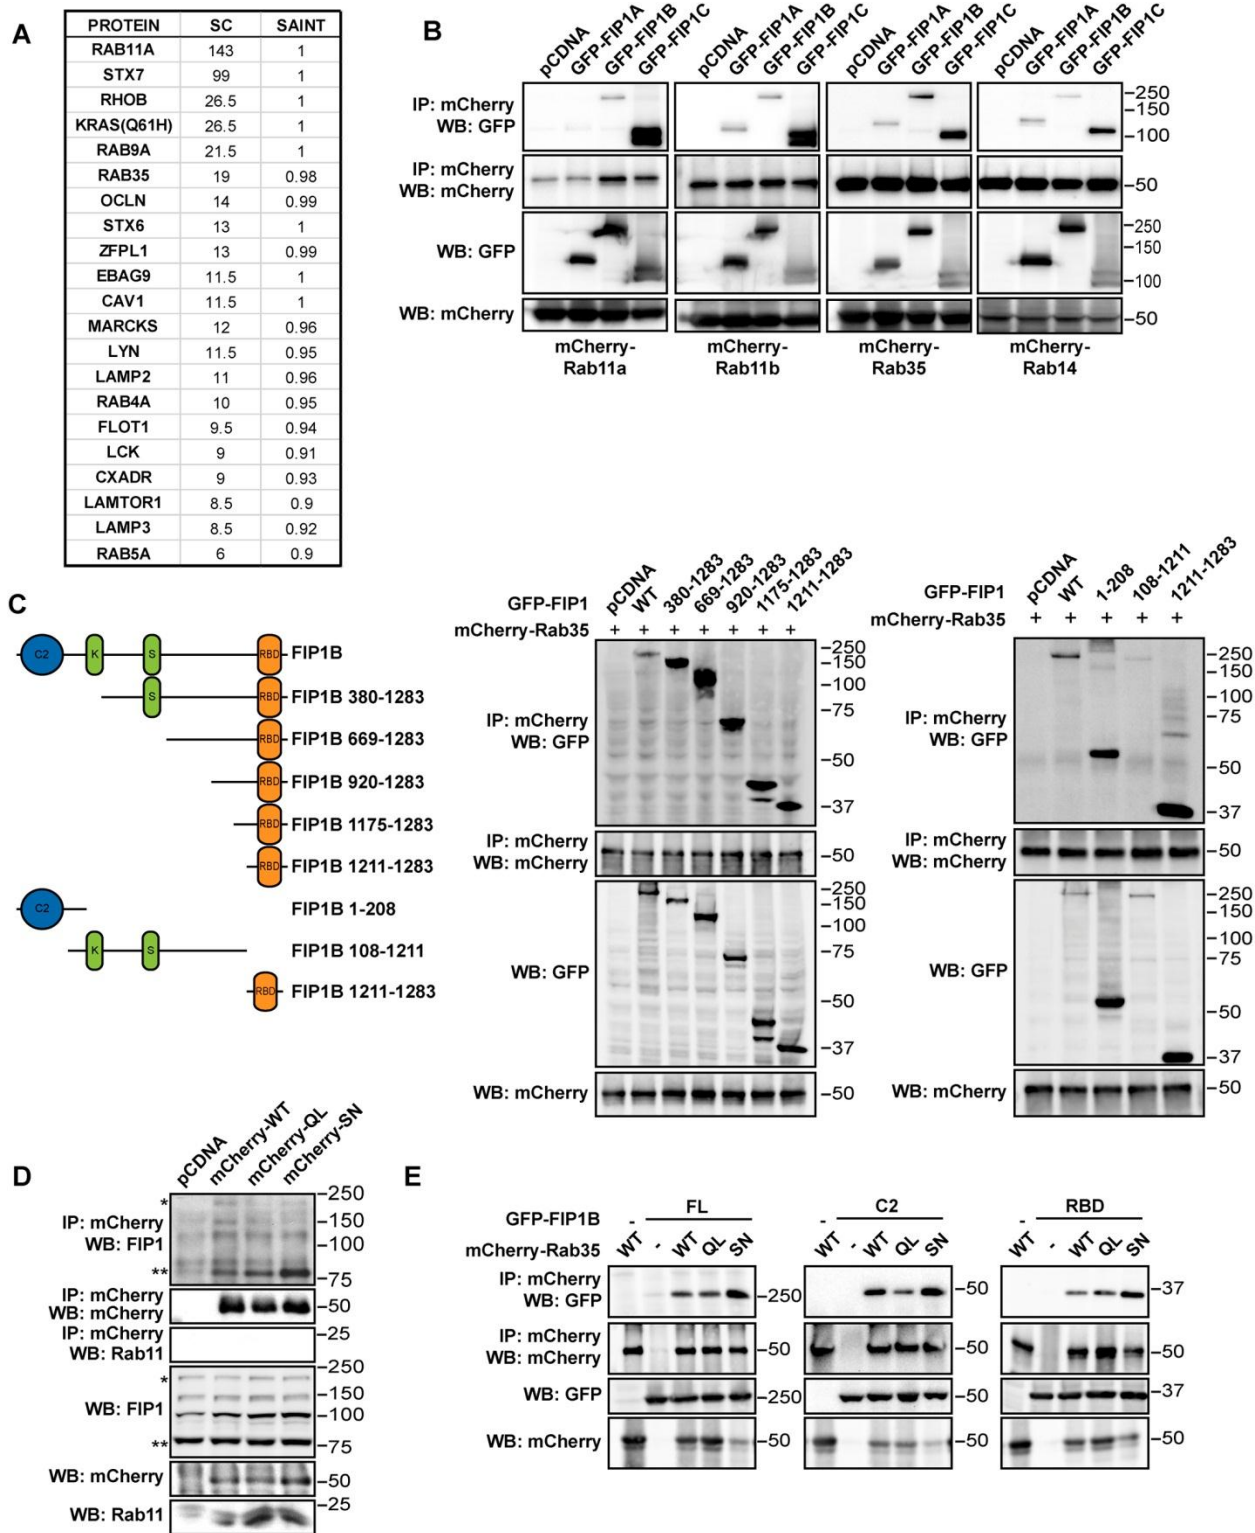 A
PROTEIN SC SAINT
RAB11A 143 1
STX7 99 1
RHOB 26.5 1
KRAS(Q61H) 26.5 1
RAB9A 21.5 1
RAB35 19 0.98
OCLN 14 0.99
STX6 13 1
ZFPL1 13 0.99
EBAG9 11.5 1
CAV1 11.5 1
MARCKS 12 0.96
LYN 11.5 0.95
LAMP2 11 0.96
RAB4A 10 0.95
FLOT1 9.5 0.94
LCK 9 0.91
CXADR 9 0.93
LAMTOR1 8.5 0.9
LAMP3 8.5 0.92
RAB5A 6 0.9
B
pCDNA GFP-FIP1A GFP-FIP1B GFP-FIP1C pCDNA GFP-FIP1A GFP-FIP1B GFP-FIP1C pCDNA GFP-FIP1A GFP-FIP1B GFP-FIP1C pCDNA GFP-FIP1A GFP-FIP1B GFP-FIP1C
IP: mCherry
WB: GFP
-250
-150
-100
IP: mCherry
WB: mCherry
-50
WB: GFP
-250
-150
-100
WB: mCherry
-50
mCherry-
Rab11a
mCherry-
Rab11b
mCherry-
Rab35
mCherry-
Rab14
C
C2 K S RBD FIP1B
S RBD FIP1B 380-1283
RBD FIP1B 669-1283
RBD FIP1B 920-1283
RBD FIP1B 1175-1283
RBD FIP1B 1211-1283
C2 FIP1B 1-208
K S FIP1B 108-1211
RBD FIP1B 1211-1283
GFP-FIP1 pCDNA WT 380-1283 669-1283 920-1283 1175-1283 1211-1283
mCherry-Rab35 + + + + + + +
IP: mCherry
WB: GFP
-250
-150
-100
-75
-50
-37
IP: mCherry
WB: mCherry
-50
WB: GFP
-250
-150
-100
-75
-50
-37
WB: mCherry
-50
GFP-FIP1 pCDNA WT 1-208 108-1211 1211-1283
mCherry-Rab35 + + + + +
IP: mCherry
WB: GFP
-250
-150
-100
-75
-50
-37
IP: mCherry
WB: mCherry
-50
WB: GFP
-250
-150
-100
-75
-50
-37
WB: mCherry
-50
D
pCDNA mCherry-WT mCherry-QL mCherry-SN
*
IP: mCherry
WB: FIP1
**
-250
-150
-100
-75
IP: mCherry
WB: mCherry
-50
IP: mCherry
WB: Rab11
-25
*
WB: FIP1
**
-250
-150
-100
-75
WB: mCherry
-50
WB: Rab11
-25
E
GFP-FIP1B - FL - C2 - RBD
mCherry-Rab35 WT - WT QL SN WT - WT QL SN WT - WT QL SN
IP: mCherry
WB: GFP
-250 -50 -37
IP: mCherry
WB: mCherry
-50 -50 -50
WB: GFP
-250 -50 -37
WB: mCherry
-50 -50 -50